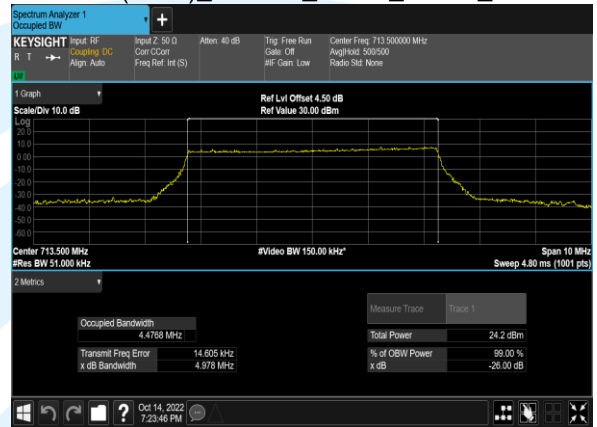 Spectrum Analyzer 1
Occupied BW
KEYSIGHT
R T
LV
Input: RF
Coupling: DC
Align: Auto
Input Z: 50 Ω
Corr CCorr
Freq Ref: Int (S)
Atten: 40 dB
Trig: Free Run
Gate: Off
#IF Gain: Low
Center Freq: 713.500000 MHz
Avg|Hold: 500/500
Radio Std: None
1 Graph
Scale/Div 10.0 dB
Ref Lvl Offset 4.50 dB
Ref Value 30.00 dBm
Log
20.0
10.0
0.00
-10.0
-20.0
-30.0
-40.0
-50.0
-60.0
Center 713.500 MHz
#Res BW 51.000 kHz
#Video BW 150.00 kHz*
Span 10 MHz
Sweep 4.80 ms (1001 pts)
2 Metrics
Measure Trace Trace 1
Occupied Bandwidth
4.4768 MHz
Total Power 24.2 dBm
Transmit Freq Error 14.605 kHz
% of OBW Power 99.00 %
x dB Bandwidth 4.978 MHz
x dB -26.00 dB
Oct 14, 2022
7:23:46 PM